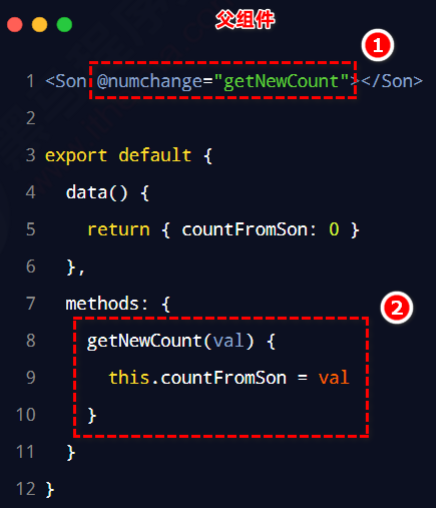 父组件
1
1 <Son @numchange="getNewCount"></Son>
2
3 export default {
4 data() {
5 return { countFromSon: 0 }
6 },
7 methods: {
2
8 getNewCount(val) {
9 this.countFromSon = val
10 }
11 }
12 }